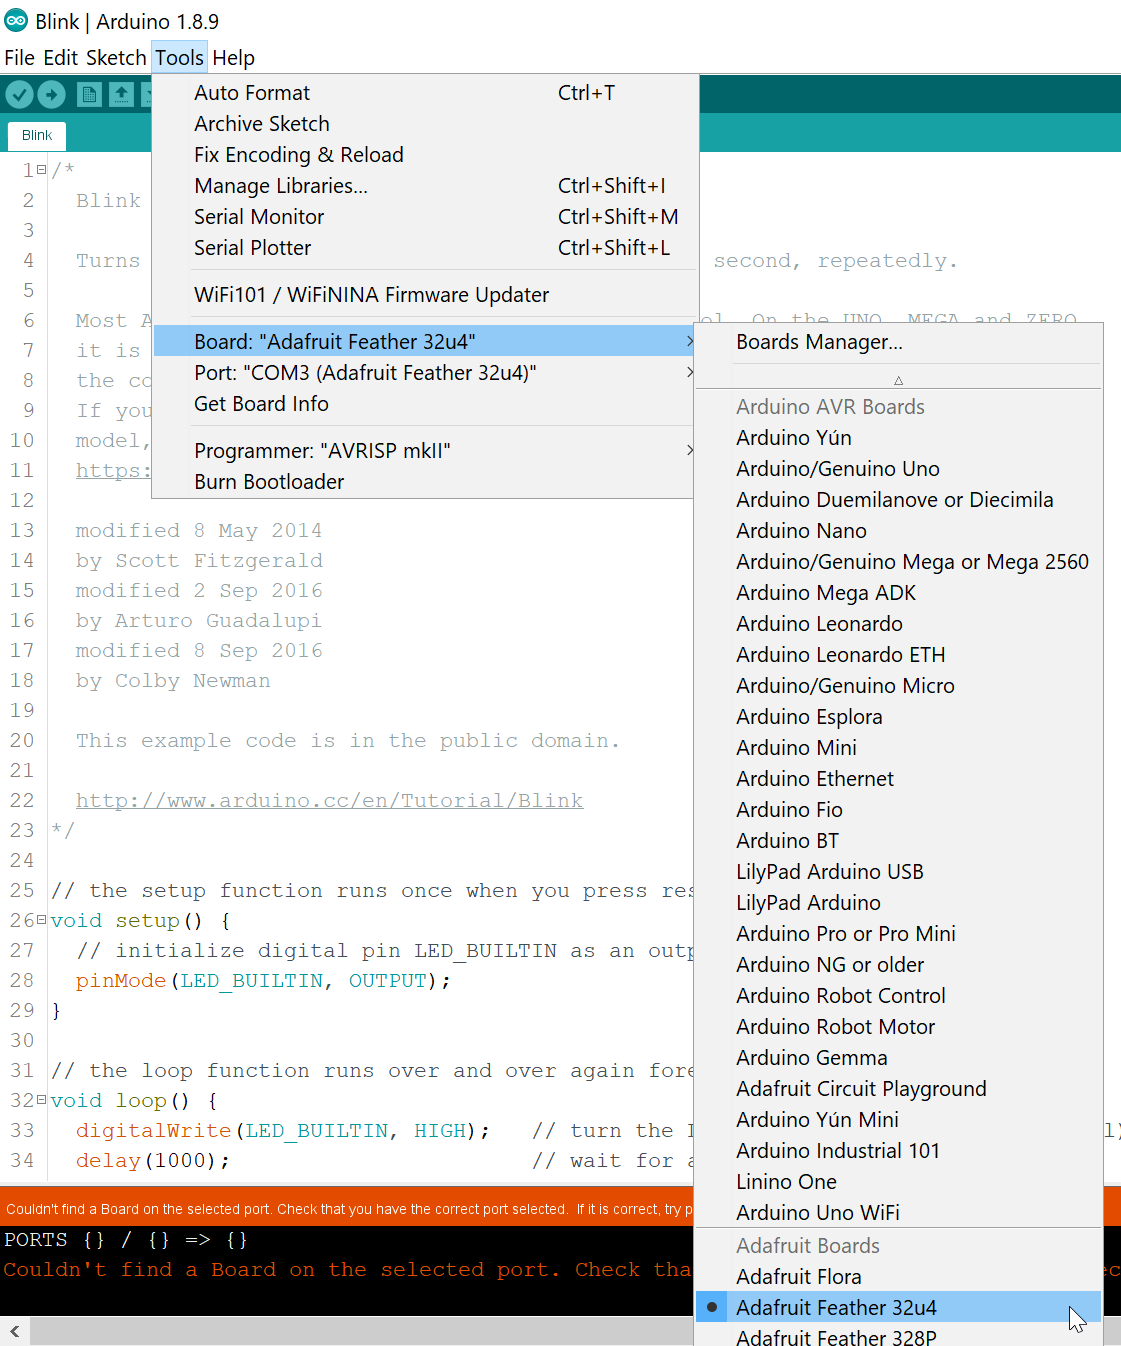 Blink | Arduino 1.8.9
File Edit Sketch Tools Help
Blink
Auto Format Ctrl+T
Archive Sketch
Fix Encoding & Reload
Manage Libraries... Ctrl+Shift+I
Serial Monitor Ctrl+Shift+M
Serial Plotter Ctrl+Shift+L
WiFi101 / WiFiNINA Firmware Updater
Board: "Adafruit Feather 32u4"
Port: "COM3 (Adafruit Feather 32u4)"
Get Board Info
Programmer: "AVRISP mkII"
Burn Bootloader
Boards Manager...
Arduino AVR Boards
Arduino Yún
Arduino/Genuino Uno
Arduino Duemilanove or Diecimila
Arduino Nano
Arduino/Genuino Mega or Mega 2560
Arduino Mega ADK
Arduino Leonardo
Arduino Leonardo ETH
Arduino/Genuino Micro
Arduino Esplora
Arduino Mini
Arduino Ethernet
Arduino Fio
Arduino BT
LilyPad Arduino USB
LilyPad Arduino
Arduino Pro or Pro Mini
Arduino NG or older
Arduino Robot Control
Arduino Robot Motor
Arduino Gemma
Adafruit Circuit Playground
Arduino Yún Mini
Arduino Industrial 101
Linino One
Arduino Uno WiFi
Adafruit Boards
Adafruit Flora
Adafruit Feather 32u4
Adafruit Feather 328P
1 /*
2 Blink
3
4 Turns second, repeatedly.
5
6 Most A ol. On the UNO, MEGA and ZERO
7 it is
8 the co
9 If you
10 model,
11 https:
12
13 modified 8 May 2014
14 by Scott Fitzgerald
15 modified 2 Sep 2016
16 by Arturo Guadalupi
17 modified 8 Sep 2016
18 by Colby Newman
19
20 This example code is in the public domain.
21
22 http://www.arduino.cc/en/Tutorial/Blink
23 */
24
25 // the setup function runs once when you press res
26 void setup() {
27 // initialize digital pin LED_BUILTIN as an outp
28 pinMode(LED_BUILTIN, OUTPUT);
29 }
30
31 // the loop function runs over and over again fore
32 void loop() {
33 digitalWrite(LED_BUILTIN, HIGH); // turn the L l)
34 delay(1000); // wait for a
Couldn't find a Board on the selected port. Check that you have the correct port selected. If it is correct, try p
PORTS {} / {} => {}
Couldn't find a Board on the selected port. Check tha ec